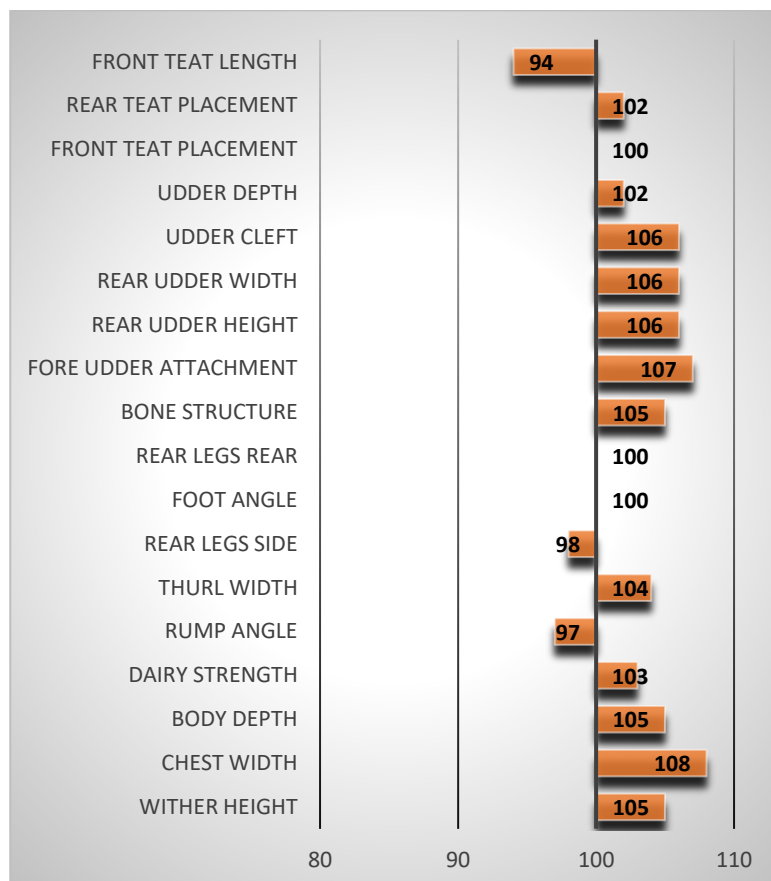 FRONT TEAT LENGTH 94
REAR TEAT PLACEMENT 102
FRONT TEAT PLACEMENT 100
UDDER DEPTH 102
UDDER CLEFT 106
REAR UDDER WIDTH 106
REAR UDDER HEIGHT 106
FORE UDDER ATTACHMENT 107
BONE STRUCTURE 105
REAR LEGS REAR 100
FOOT ANGLE 100
REAR LEGS SIDE 98
THURL WIDTH 104
RUMP ANGLE 97
DAIRY STRENGTH 103
BODY DEPTH 105
CHEST WIDTH 108
WITHER HEIGHT 105
80 90 100 110